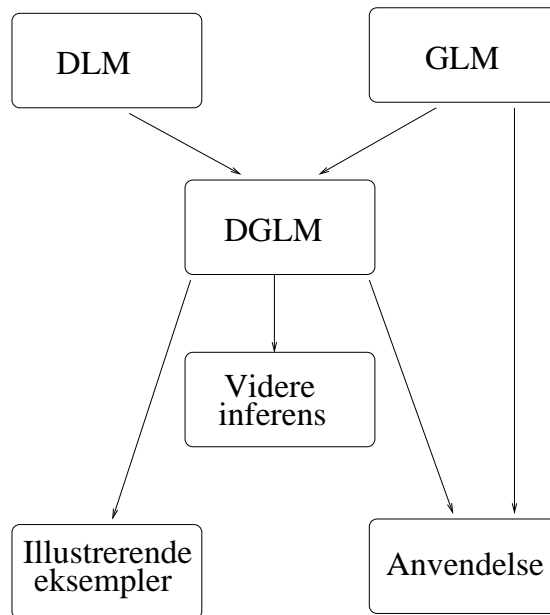 DLM
GLM
DGLM
Videre
inferens
Illustrerende
eksempler
Anvendelse